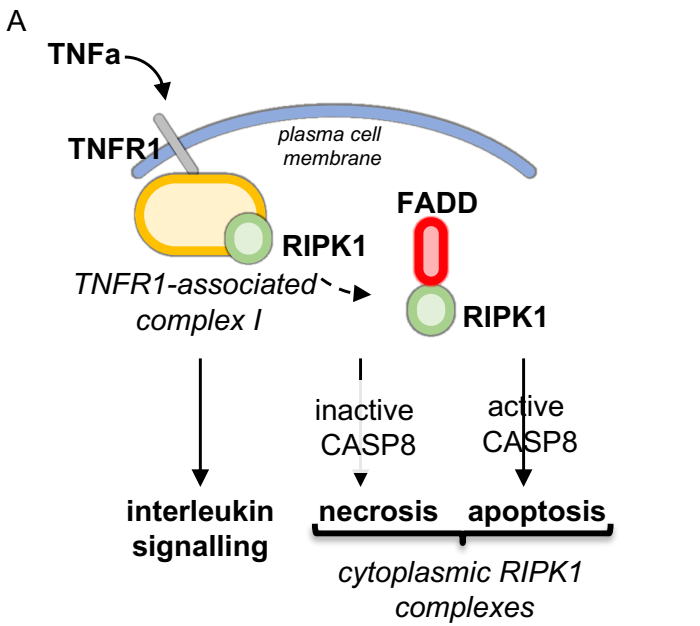 A
TNFa
TNFR1
plasma cell
membrane
FADD
RIPK1
TNFR1-associated
complex I
RIPK1
inactive
CASP8
active
CASP8
interleukin
signalling
necrosis
apoptosis
cytoplasmic RIPK1
complexes